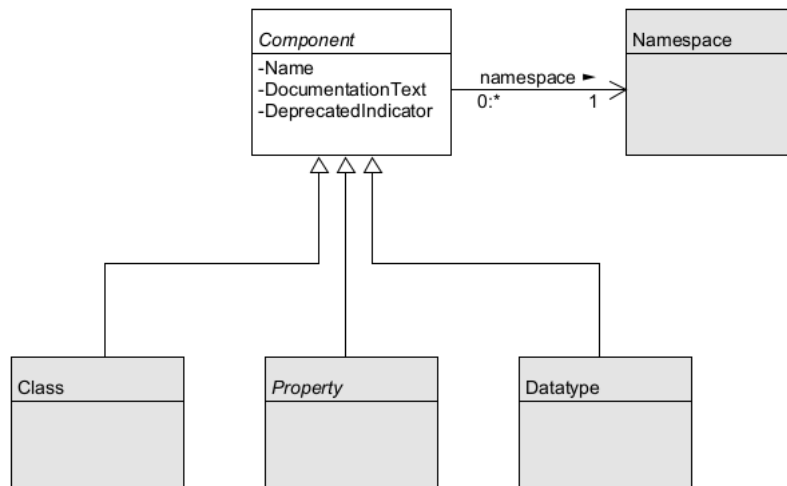 Component
-Name
-DocumentationText
-DeprecatedIndicator
namespace ►
0:*
1
Namespace
Class
Property
Datatype